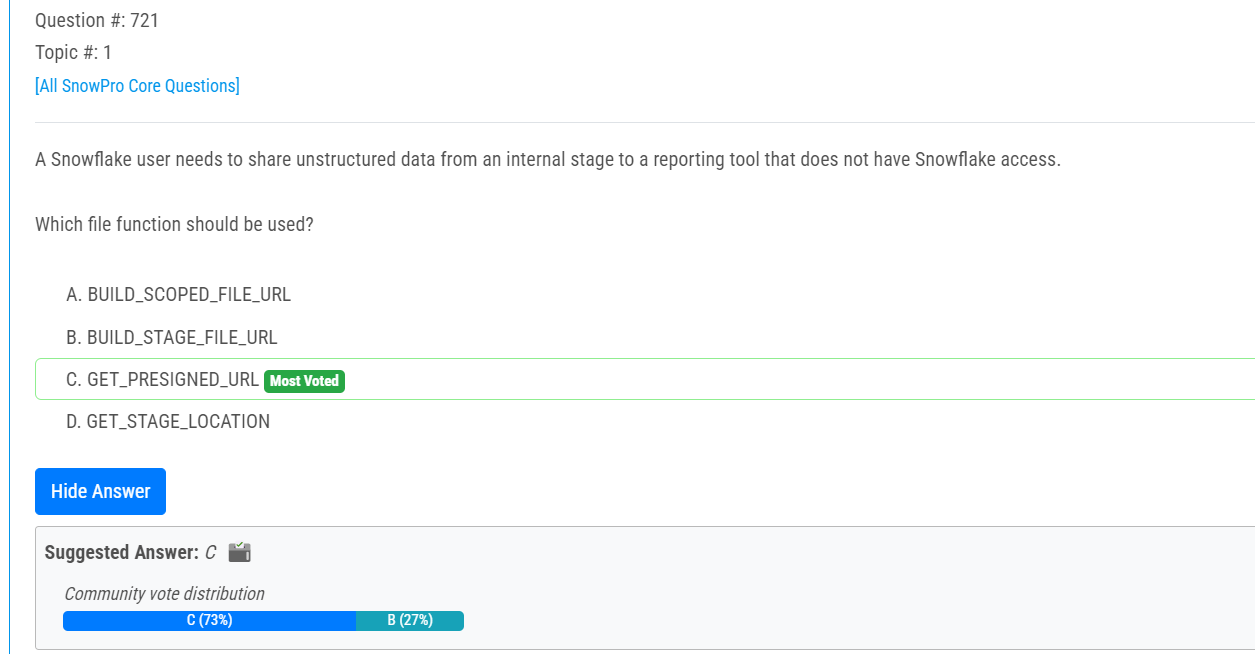 Question #: 721
Topic #: 1
[All SnowPro Core Questions]
A Snowflake user needs to share unstructured data from an internal stage to a reporting tool that does not have Snowflake access.
Which file function should be used?
A. BUILD_SCOPED_FILE_URL
B. BUILD_STAGE_FILE_URL
C. GET_PRESIGNED_URL Most Voted
D. GET_STAGE_LOCATION
Hide Answer
Suggested Answer: C
Community vote distribution
C (73%) B (27%)